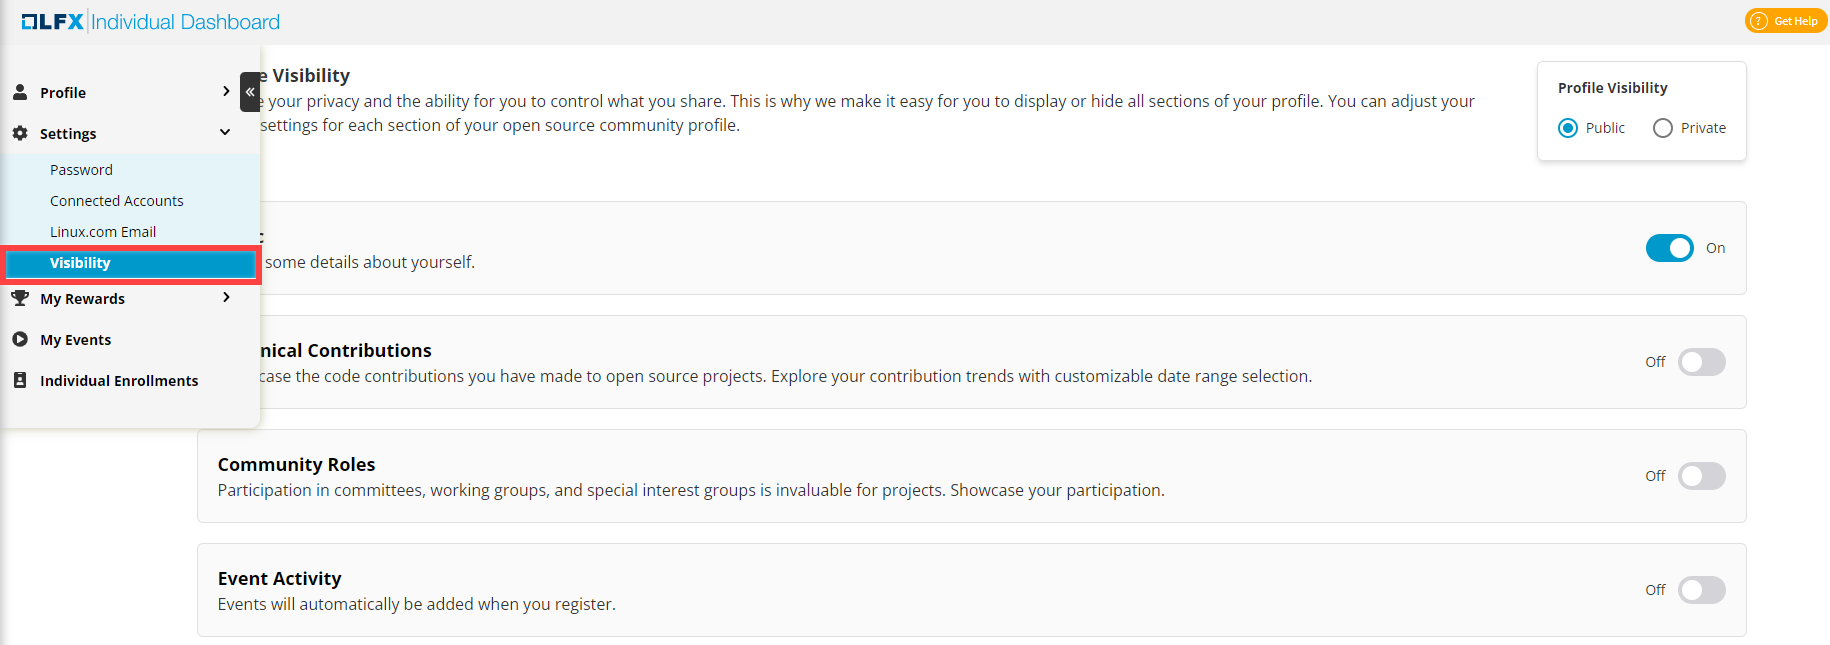 LFX Individual Dashboard
? Get Help
Profile
Settings
Password
Connected Accounts
Linux.com Email
Visibility
My Rewards
My Events
Individual Enrollments
Visibility
your privacy and the ability for you to control what you share. This is why we make it easy for you to display or hide all sections of your profile. You can adjust your
settings for each section of your open source community profile.
Profile Visibility
Public Private
some details about yourself.
On
nical Contributions
case the code contributions you have made to open source projects. Explore your contribution trends with customizable date range selection.
Off
Community Roles
Participation in committees, working groups, and special interest groups is invaluable for projects. Showcase your participation.
Off
Event Activity
Events will automatically be added when you register.
Off